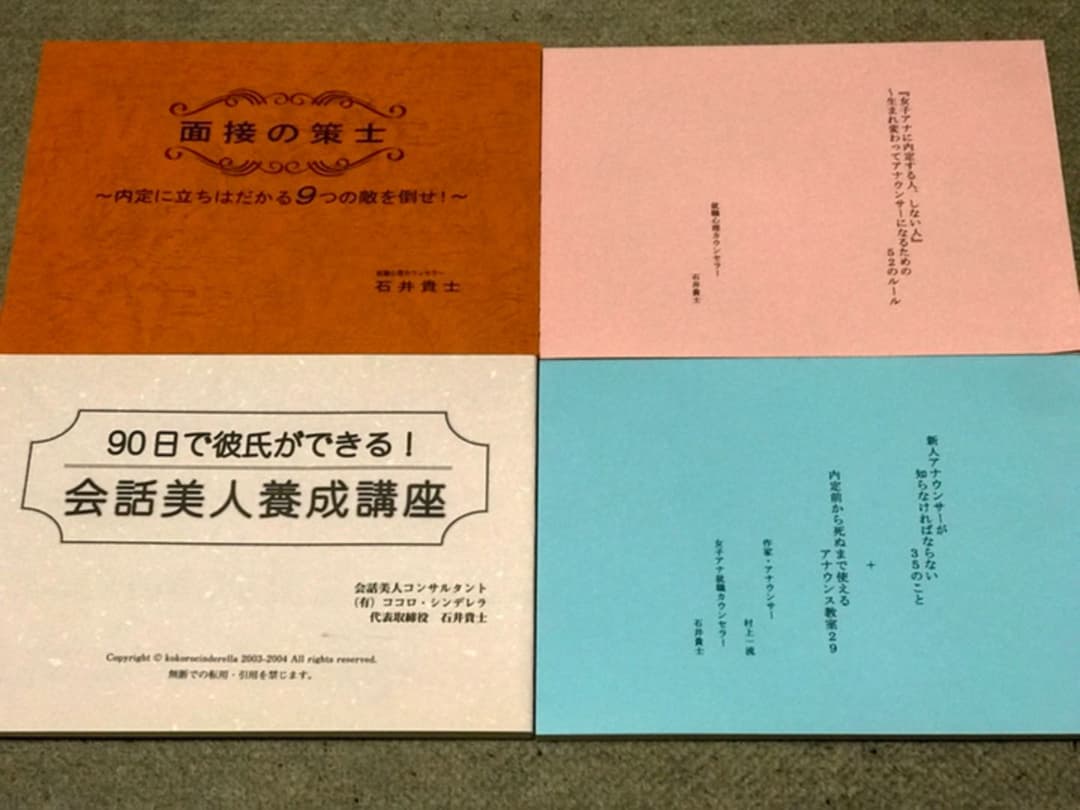 面接の策士
～内定に立ちはだかる9つの敵を倒せ！～
就職心理カウンセラー
石井貴士
『女子アナに内定する人、しない人』
～生まれ変わってアナウンサーになるための
52のルール
就職心理カウンセラー
石井貴士
90日で彼氏ができる！
会話美人養成講座
会話美人コンサルタント
（有）ココロ・シンデレラ
代表取締役 石井貴士
Copyright © kokorocinderella 2003-2004 All rights reserved.
無断での転用・引用を禁じます。
新人アナウンサーが
知らなければならない
35のこと
+
内定前から死ぬまで使える
アナウンス教室29
作家・アナウンサー
村上一流
女子アナ就職カウンセラー
石井貴士